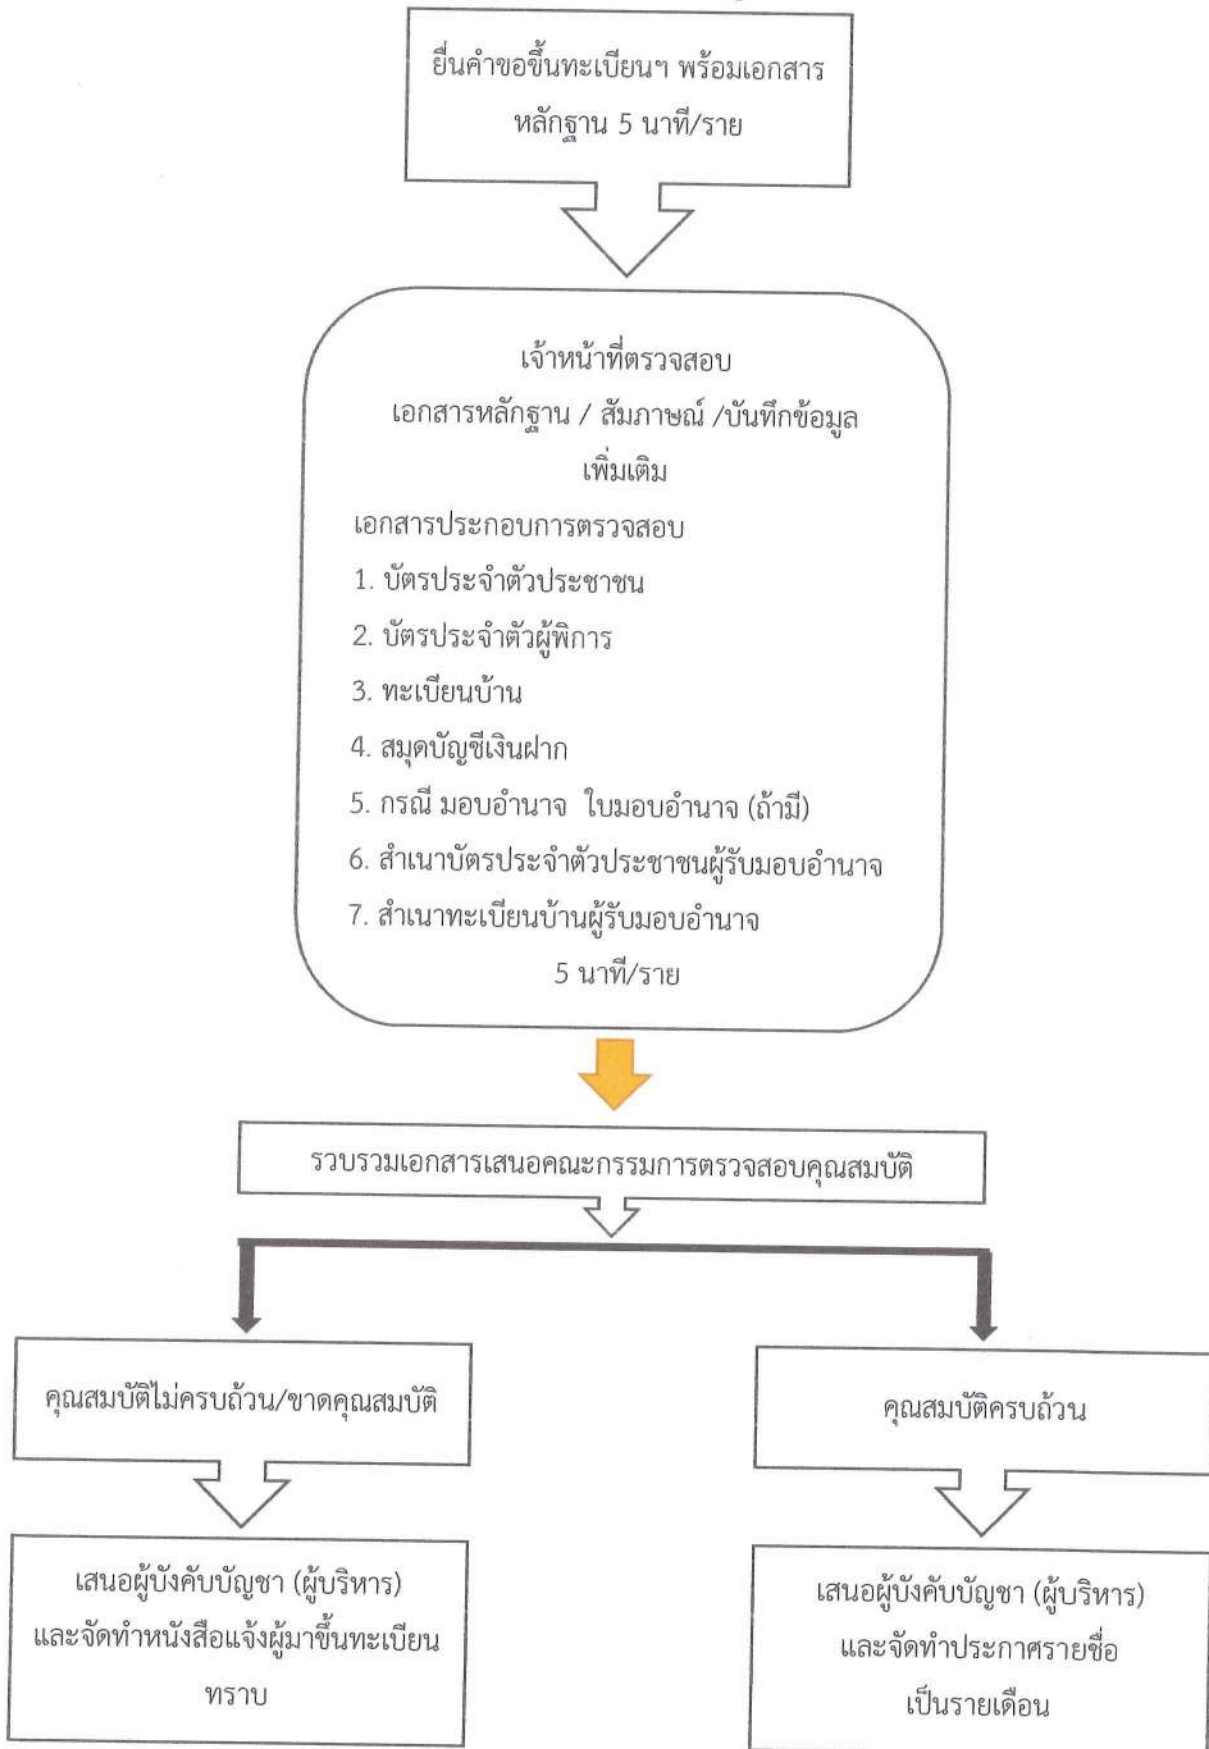 ยื่นคำขอขึ้นทะเบียนฯ พร้อมเอกสาร
หลักฐาน 5 นาที/ราย
เจ้าหน้าที่ตรวจสอบ
เอกสารหลักฐาน / สัมภาษณ์ /บันทึกข้อมูล
เพิ่มเติม
เอกสารประกอบการตรวจสอบ
1. บัตรประจำตัวประชาชน
2. บัตรประจำตัวผู้พิการ
3. ทะเบียนบ้าน
4. สมุดบัญชีเงินฝาก
5. กรณี มอบอำนาจ ใบมอบอำนาจ (ถ้ามี)
6. สำเนาบัตรประจำตัวประชาชนผู้รับมอบอำนาจ
7. สำเนาทะเบียนบ้านผู้รับมอบอำนาจ
5 นาที/ราย
รวบรวมเอกสารเสนอคณะกรรมการตรวจสอบคุณสมบัติ
คุณสมบัติไม่ครบถ้วน/ขาดคุณสมบัติ
คุณสมบัติครบถ้วน
เสนอผู้บังคับบัญชา (ผู้บริหาร)
และจัดทำหนังสือแจ้งผู้มาขึ้นทะเบียน
ทราบ
เสนอผู้บังคับบัญชา (ผู้บริหาร)
และจัดทำประกาศรายชื่อ
เป็นรายเดือน